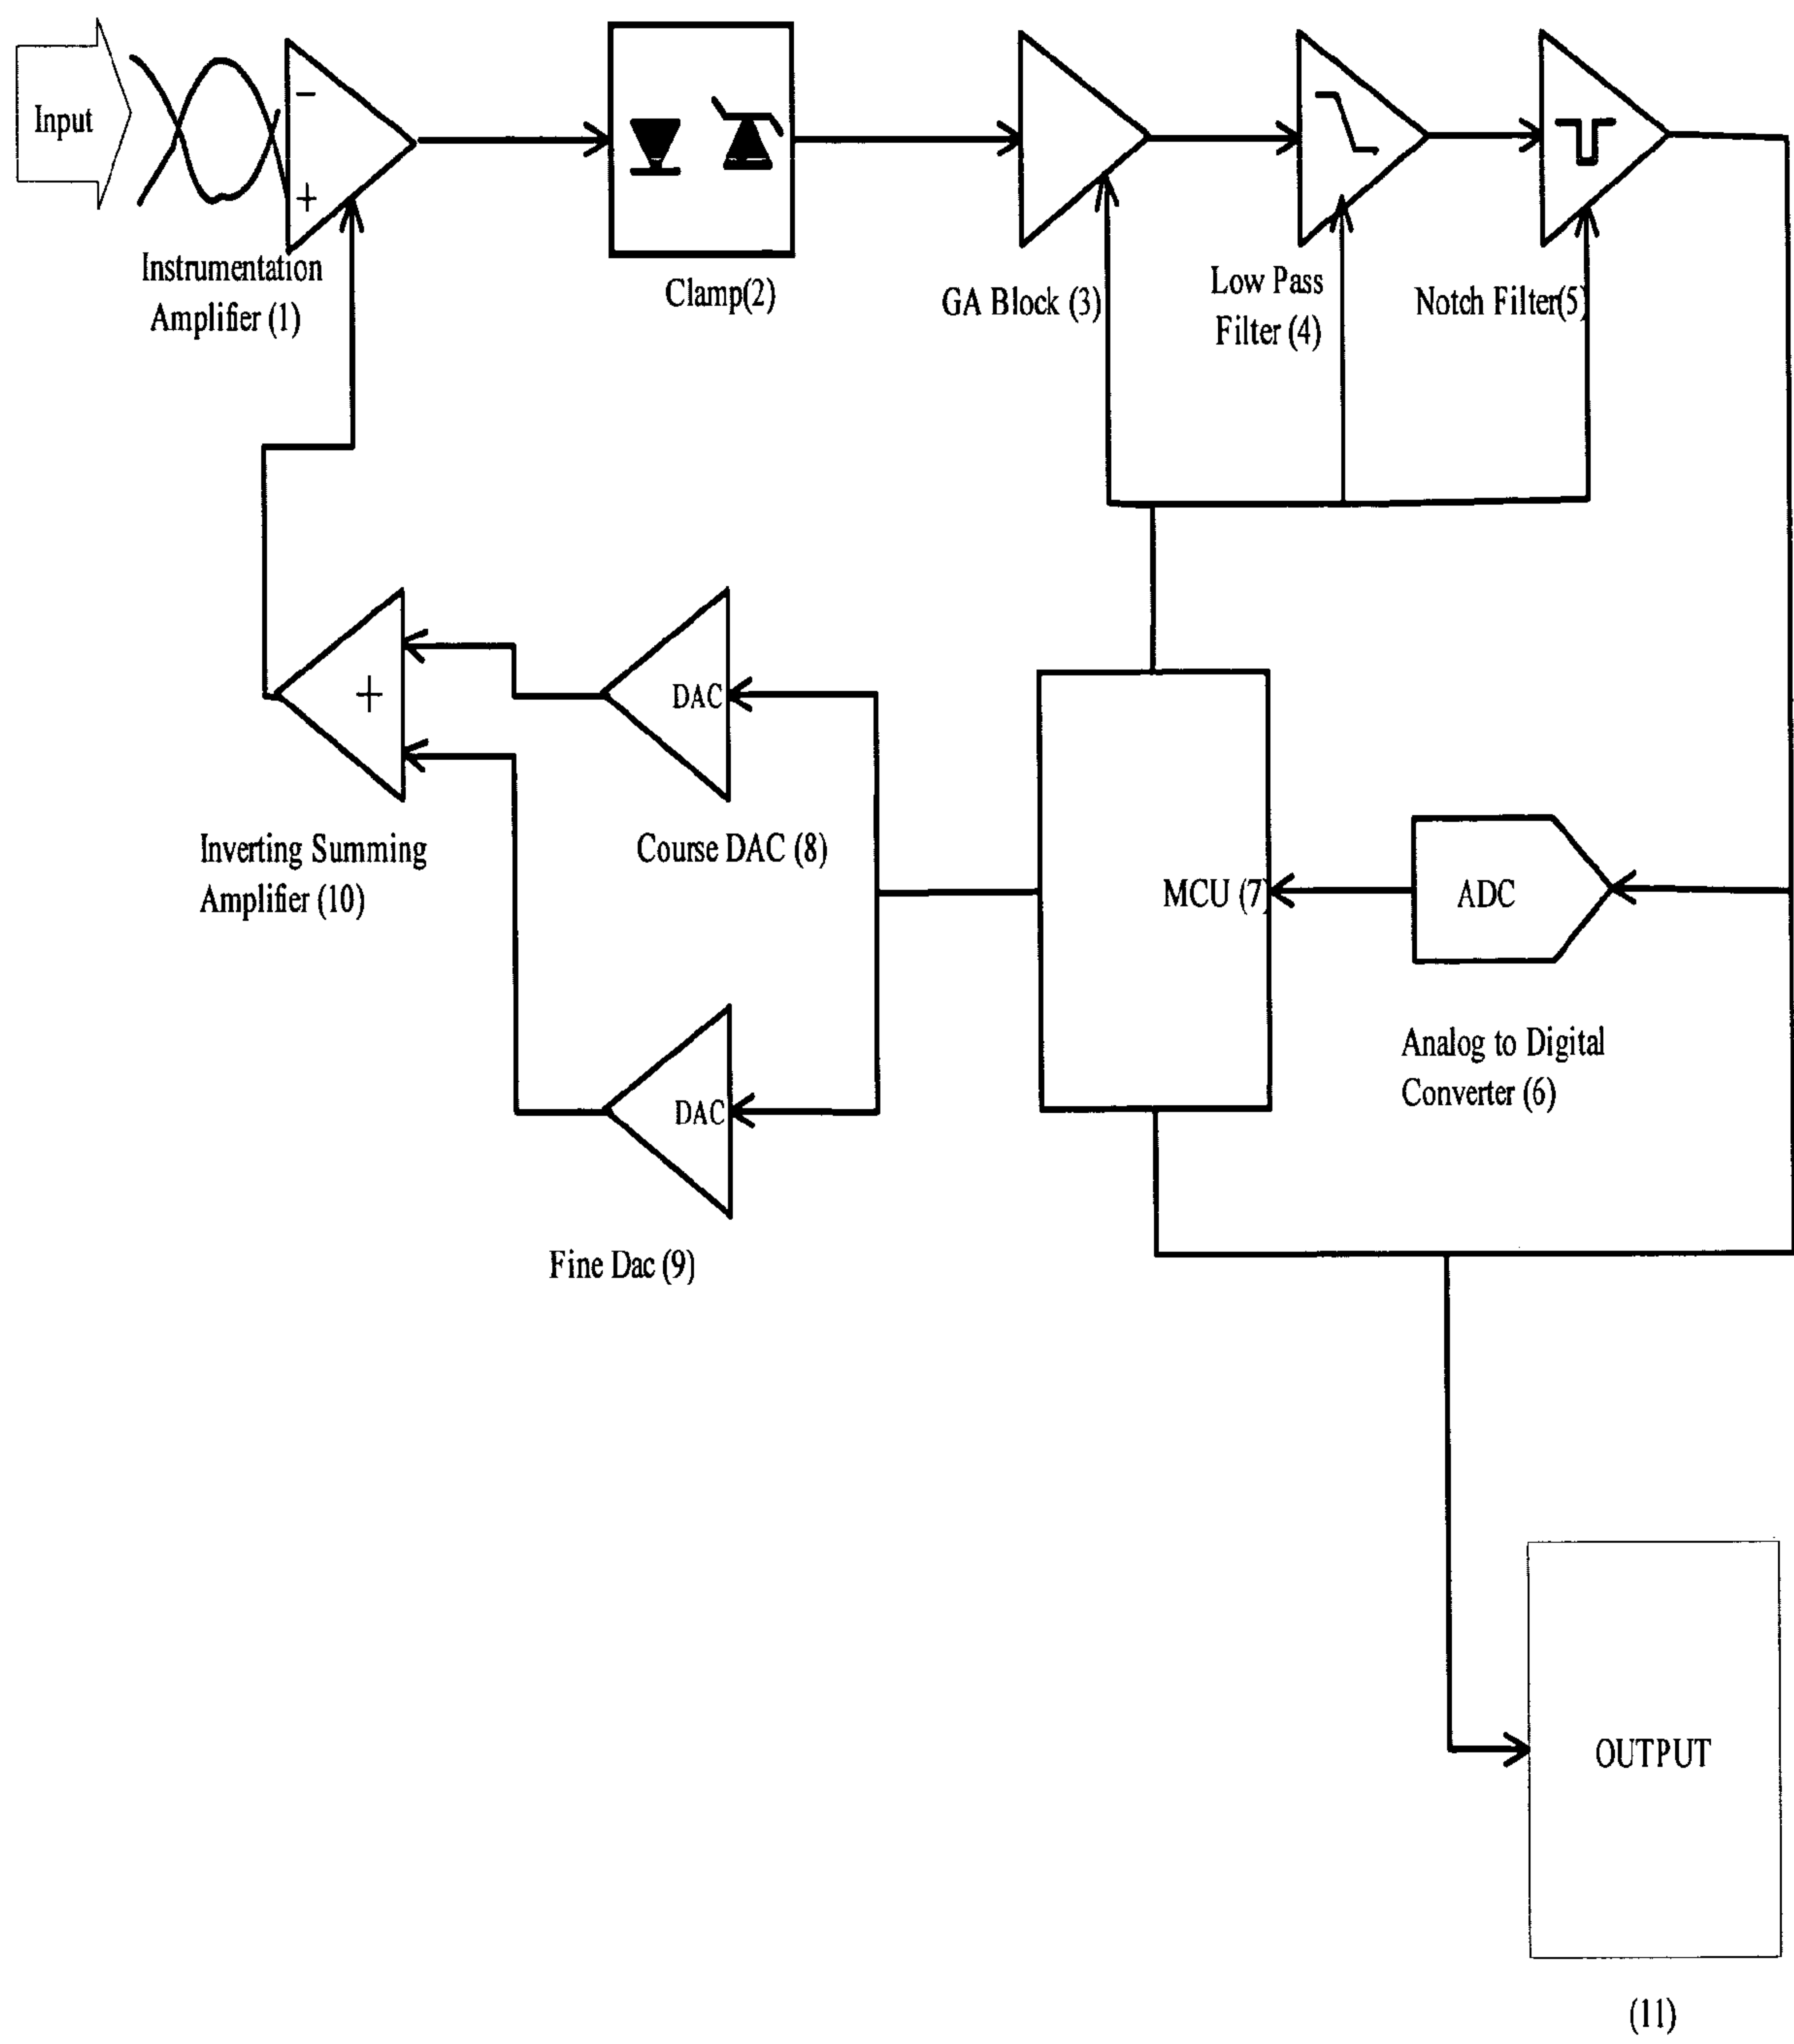 Input
−
+
Instrumentation
Amplifier (1)
Clamp(2)
GA Block (3)
Low Pass
Filter (4)
Notch Filter(5)
+
DAC
Inverting Summing
Amplifier (10)
Course DAC (8)
MCU (7)
ADC
Analog to Digital
Converter (6)
DAC
Fine Dac (9)
OUTPUT
(11)